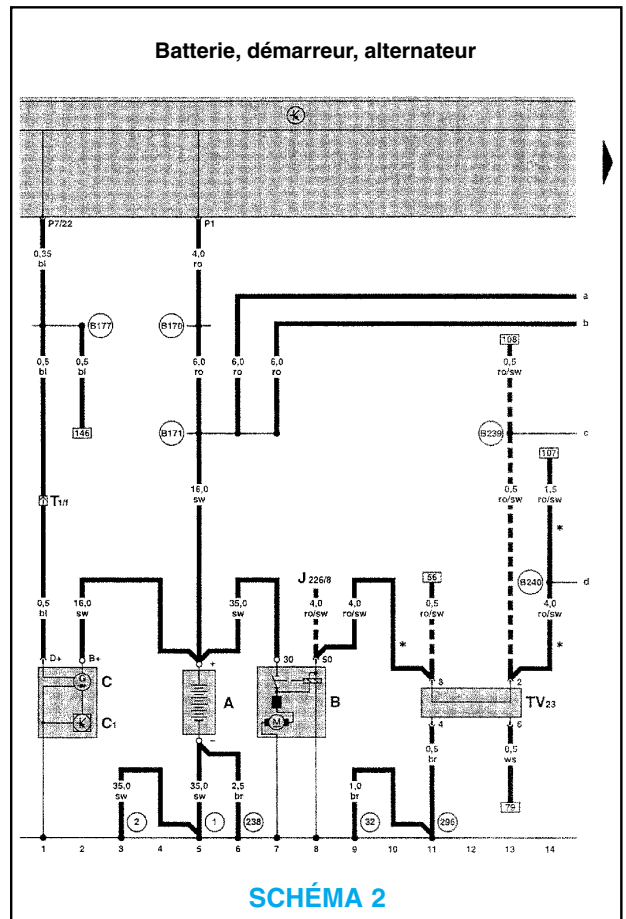 Batterie, démarreur, alternateur
P7/22 P1
0,35 4,0
bl ro
a
B177 B170 b
108
0,5 0,5 6,0 6,0 6,0 0,5
bl bl ro ro ro ro/sw
146 B171 B239 c
107
T1/f 16,0 0,5 1,5
sw ro/sw ro/sw
*
J 226/8 56 B240 d
0,5 16,0 35,0 4,0 4,0 0,5 4,0
bl sw sw ro/sw ro/sw ro/sw ro/sw
* *
D+ B+ + 30 50 8 2
C A B TV23
G M
C1
- 4 6
35,0 35,0 2,5 1,0 0,5 0,5
sw sw br br br ws
2 1 238 32 296 79
1 2 3 4 5 6 7 8 9 10 11 12 13 14
SCHÉMA 2